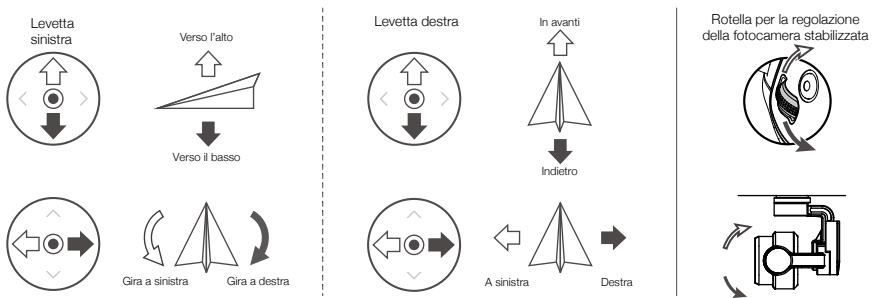 Levetta
sinistra
Verso l'alto
Verso il basso
Gira a sinistra
Gira a destra
Levetta destra
In avanti
Indietro
A sinistra
Destra
Rotella per la regolazione
della fotocamera stabilizzata